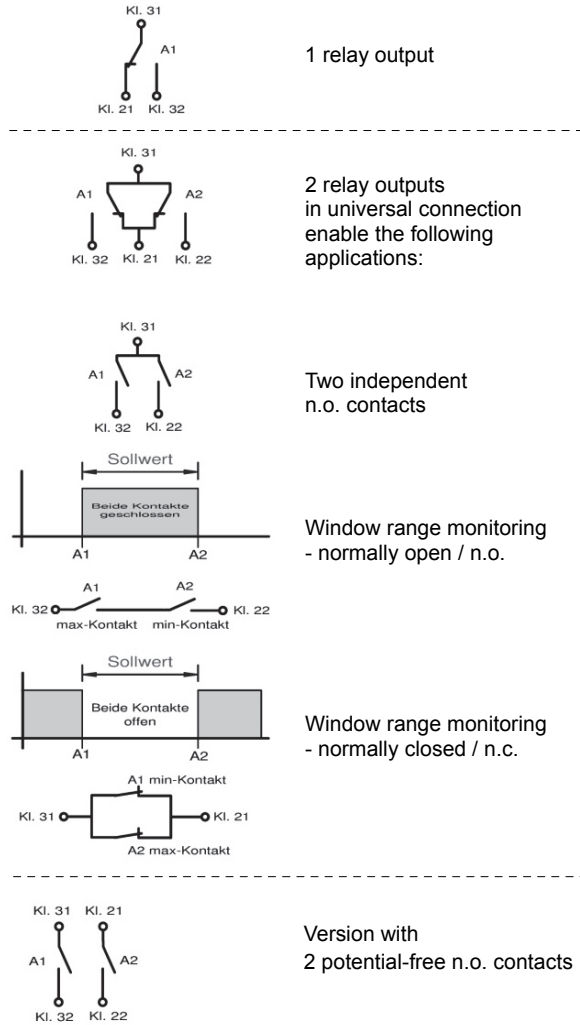 Kl. 31
A1
Kl. 21 Kl. 32
1 relay output
Kl. 31
A1 A2
Kl. 32 Kl. 21 Kl. 22
2 relay outputs
in universal connection
enable the following
applications:
Kl. 31
A1 A2
Kl. 32 Kl. 22
Two independent
n.o. contacts
Sollwert
Beide Kontakte
geschlossen
A1 A2
Window range monitoring
- normally open / n.o.
A1 A2
Kl. 32 Kl. 22
max-Kontakt min-Kontakt
Sollwert
Beide Kontakte
offen
A1 A2
Window range monitoring
- normally closed / n.c.
A1 min-Kontakt
Kl. 31 Kl. 21
A2 max-Kontakt
Kl. 31 Kl. 21
A1 A2
Kl. 32 Kl. 22
Version with
2 potential-free n.o. contacts